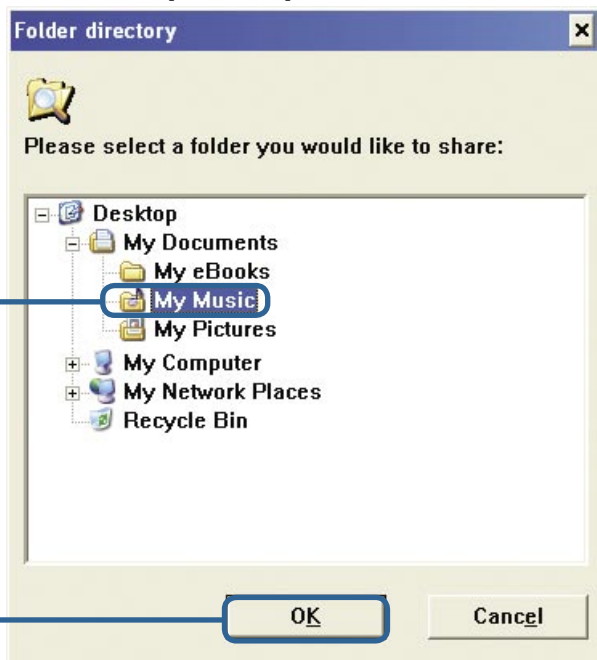 Folder directory
Please select a folder you would like to share:
Desktop
My Documents
My eBooks
My Music
My Pictures
My Computer
My Network Places
Recycle Bin
OK
Cancel